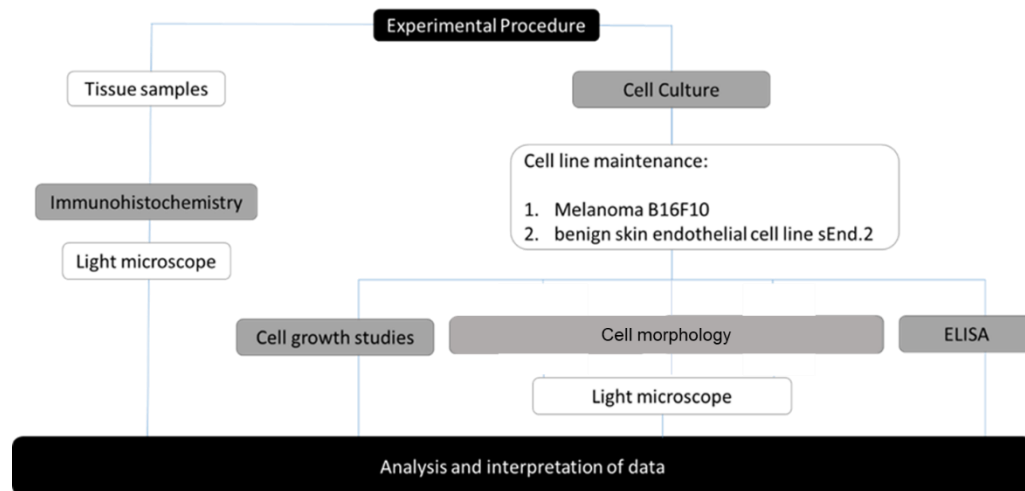 Experimental Procedure
Tissue samples
Cell Culture
Cell line maintenance:
1. Melanoma B16F10
2. benign skin endothelial cell line sEnd.2
Immunohistochemistry
Light microscope
Cell growth studies
Cell morphology
ELISA
Light microscope
Analysis and interpretation of data